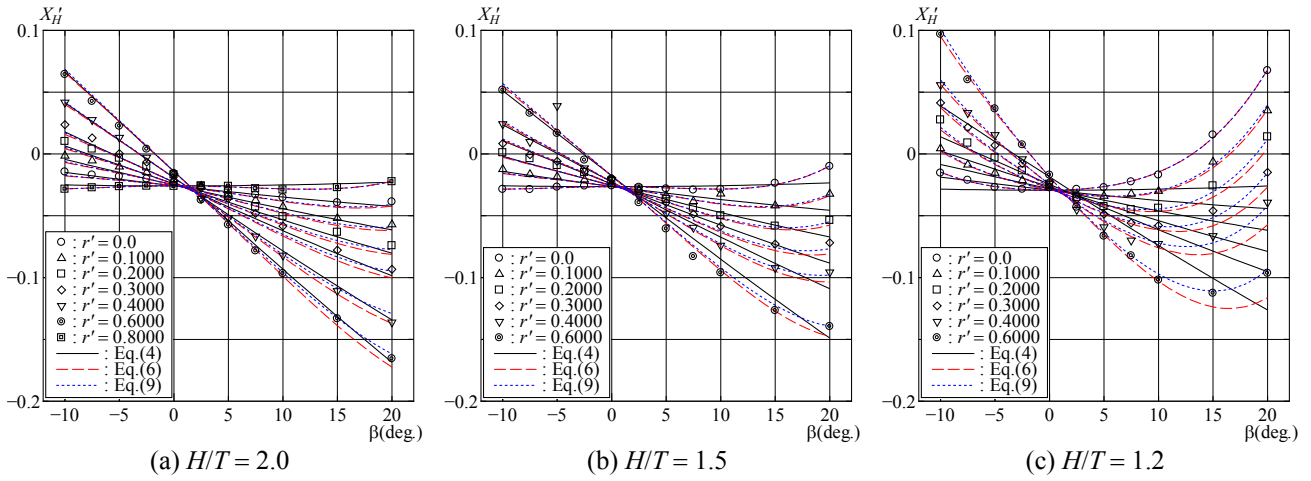 X'_H
0.1
0
−0.1
−0.2
○ : r′ = 0.0
△ : r′ = 0.1000
□ : r′ = 0.2000
◇ : r′ = 0.3000
▽ : r′ = 0.4000
◎ : r′ = 0.6000
▣ : r′ = 0.8000
: Eq.(4)
: Eq.(6)
: Eq.(9)
−10 −5 0 5 10 15 20
β(deg.)
(a) H/T = 2.0
X'_H
0.1
0
−0.1
−0.2
○ : r′ = 0.0
△ : r′ = 0.1000
□ : r′ = 0.2000
◇ : r′ = 0.3000
▽ : r′ = 0.4000
◎ : r′ = 0.6000
: Eq.(4)
: Eq.(6)
: Eq.(9)
−10 −5 0 5 10 15 20
β(deg.)
(b) H/T = 1.5
X'_H
0.1
0
−0.1
−0.2
○ : r′ = 0.0
△ : r′ = 0.1000
□ : r′ = 0.2000
◇ : r′ = 0.3000
▽ : r′ = 0.4000
◎ : r′ = 0.6000
: Eq.(4)
: Eq.(6)
: Eq.(9)
−10 −5 0 5 10 15 20
β(deg.)
(c) H/T = 1.2